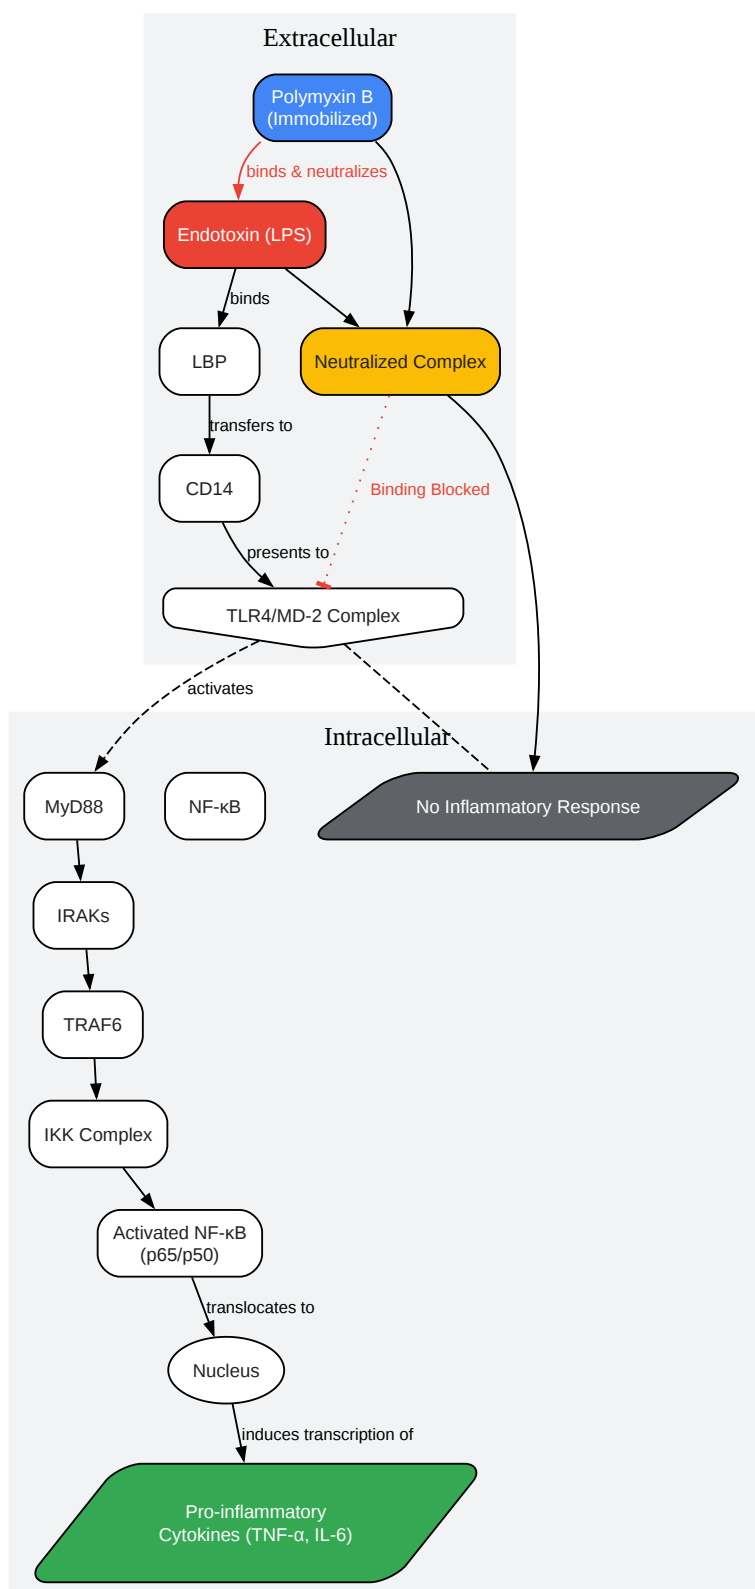 Extracellular
Polymyxin B
(Immobilized)
binds & neutralizes
Endotoxin (LPS)
binds
LBP
Neutralized Complex
transfers to
CD14
Binding Blocked
presents to
TLR4/MD-2 Complex
activates
Intracellular
MyD88
NF-κB
No Inflammatory Response
IRAKs
TRAF6
IKK Complex
Activated NF-κB
(p65/p50)
translocates to
Nucleus
induces transcription of
Pro-inflammatory
Cytokines (TNF-α, IL-6)